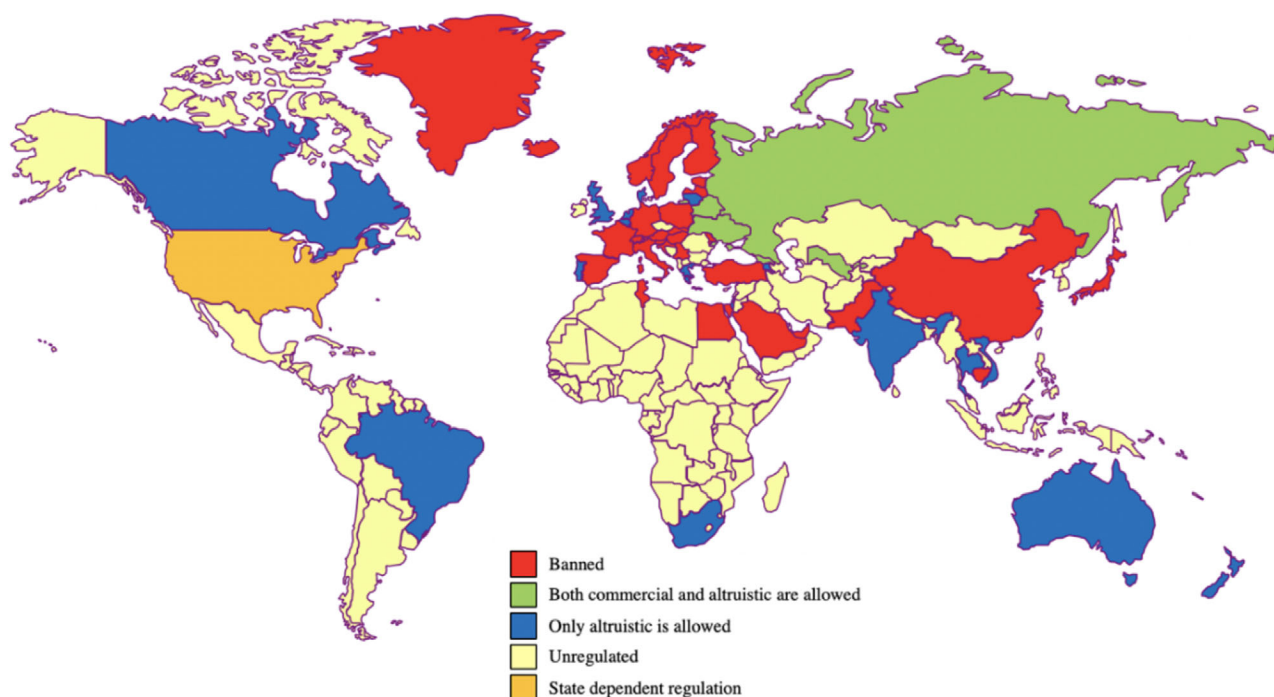 Banned
Both commercial and altruistic are allowed
Only altruistic is allowed
Unregulated
State dependent regulation